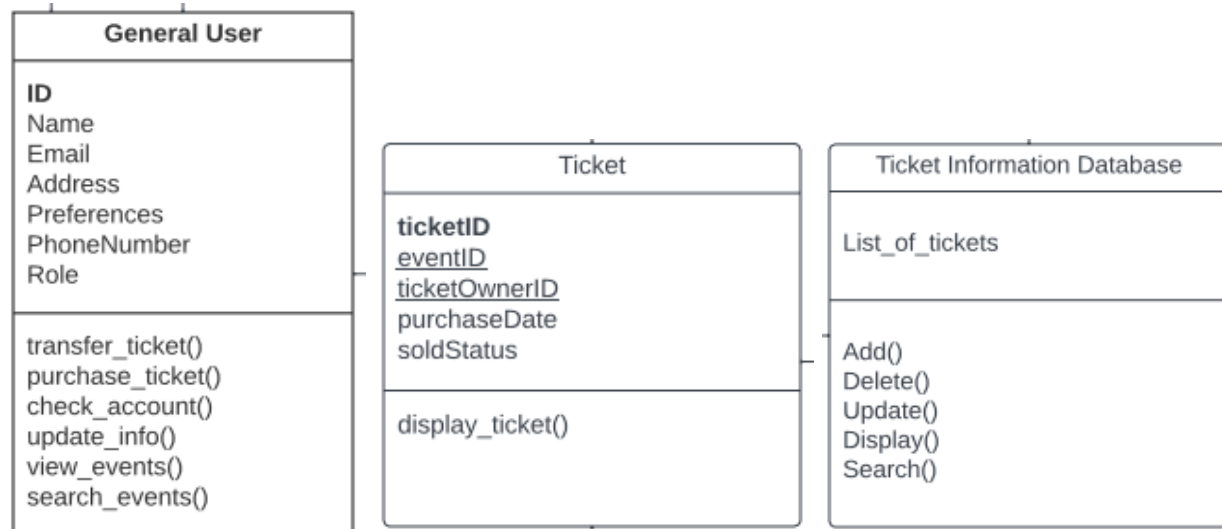 General User
ID
Name
Email
Address
Preferences
PhoneNumber
Role
transfer_ticket()
purchase_ticket()
check_account()
update_info()
view_events()
search_events()
Ticket
ticketID
eventID
ticketOwnerID
purchaseDate
soldStatus
display_ticket()
Ticket Information Database
List_of_tickets
Add()
Delete()
Update()
Display()
Search()